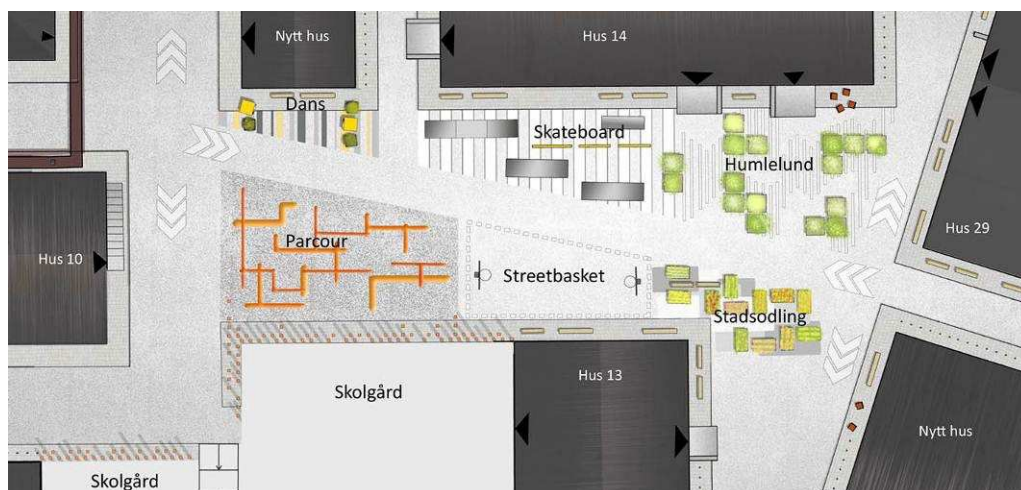 Nytt hus
Hus 14
Dans
Skateboard
Humlelund
Parcour
Hus 29
Hus 10
Streetbasket
Stadsodling
Hus 13
Skolgård
Nytt hus
Skolgård